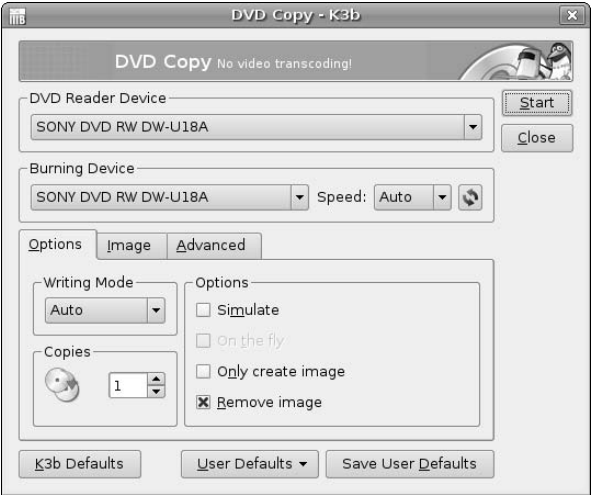 DVD Copy - K3b
DVD Copy No video transcoding!
DVD Reader Device
SONY DVD RW DW-U18A
Start
Close
Burning Device
SONY DVD RW DW-U18A
Speed: Auto
Options Image Advanced
Writing Mode
Auto
Copies
1
Options
Simulate
On the fly
Only create image
Remove image
K3b Defaults
User Defaults
Save User Defaults